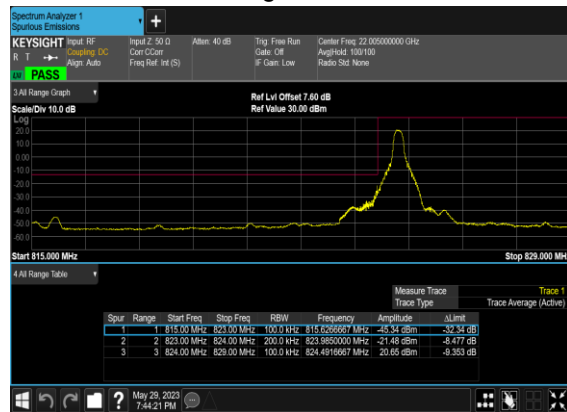 Spectrum Analyzer 1
Spurious Emissions
+
KEYSIGHT Input: RF Input Z: 50 Ω Atten: 40 dB Trig: Free Run Center Freq: 22.005000000 GHz
R T Coupling: DC Corr CCorr Gate: Off Avg|Hold: 100/100
Align: Auto Freq Ref: Int (S) IF Gain: Low Radio Std: None
PASS
3 All Range Graph
Ref Lvl Offset 7.60 dB
Scale/Div 10.0 dB Ref Value 30.00 dBm
Log
20.0
10.0
0.00
-10.0
-20.0
-30.0
-40.0
-50.0
-60.0
Start 815.000 MHz Stop 829.000 MH
4 All Range Table
Measure Trace Trace 1
Trace Type Trace Average (Active)
Spur Range Start Freq Stop Freq RBW Frequency Amplitude ΔLimit
1 1 815.00 MHz 823.00 MHz 100.0 kHz 815.6266667 MHz -45.34 dBm -32.34 dB
2 2 823.00 MHz 824.00 MHz 200.0 kHz 823.9850000 MHz -21.48 dBm -8.477 dB
3 3 824.00 MHz 829.00 MHz 100.0 kHz 824.4916667 MHz 20.65 dBm -9.353 dB
? May 29, 2023
7:44:21 PM